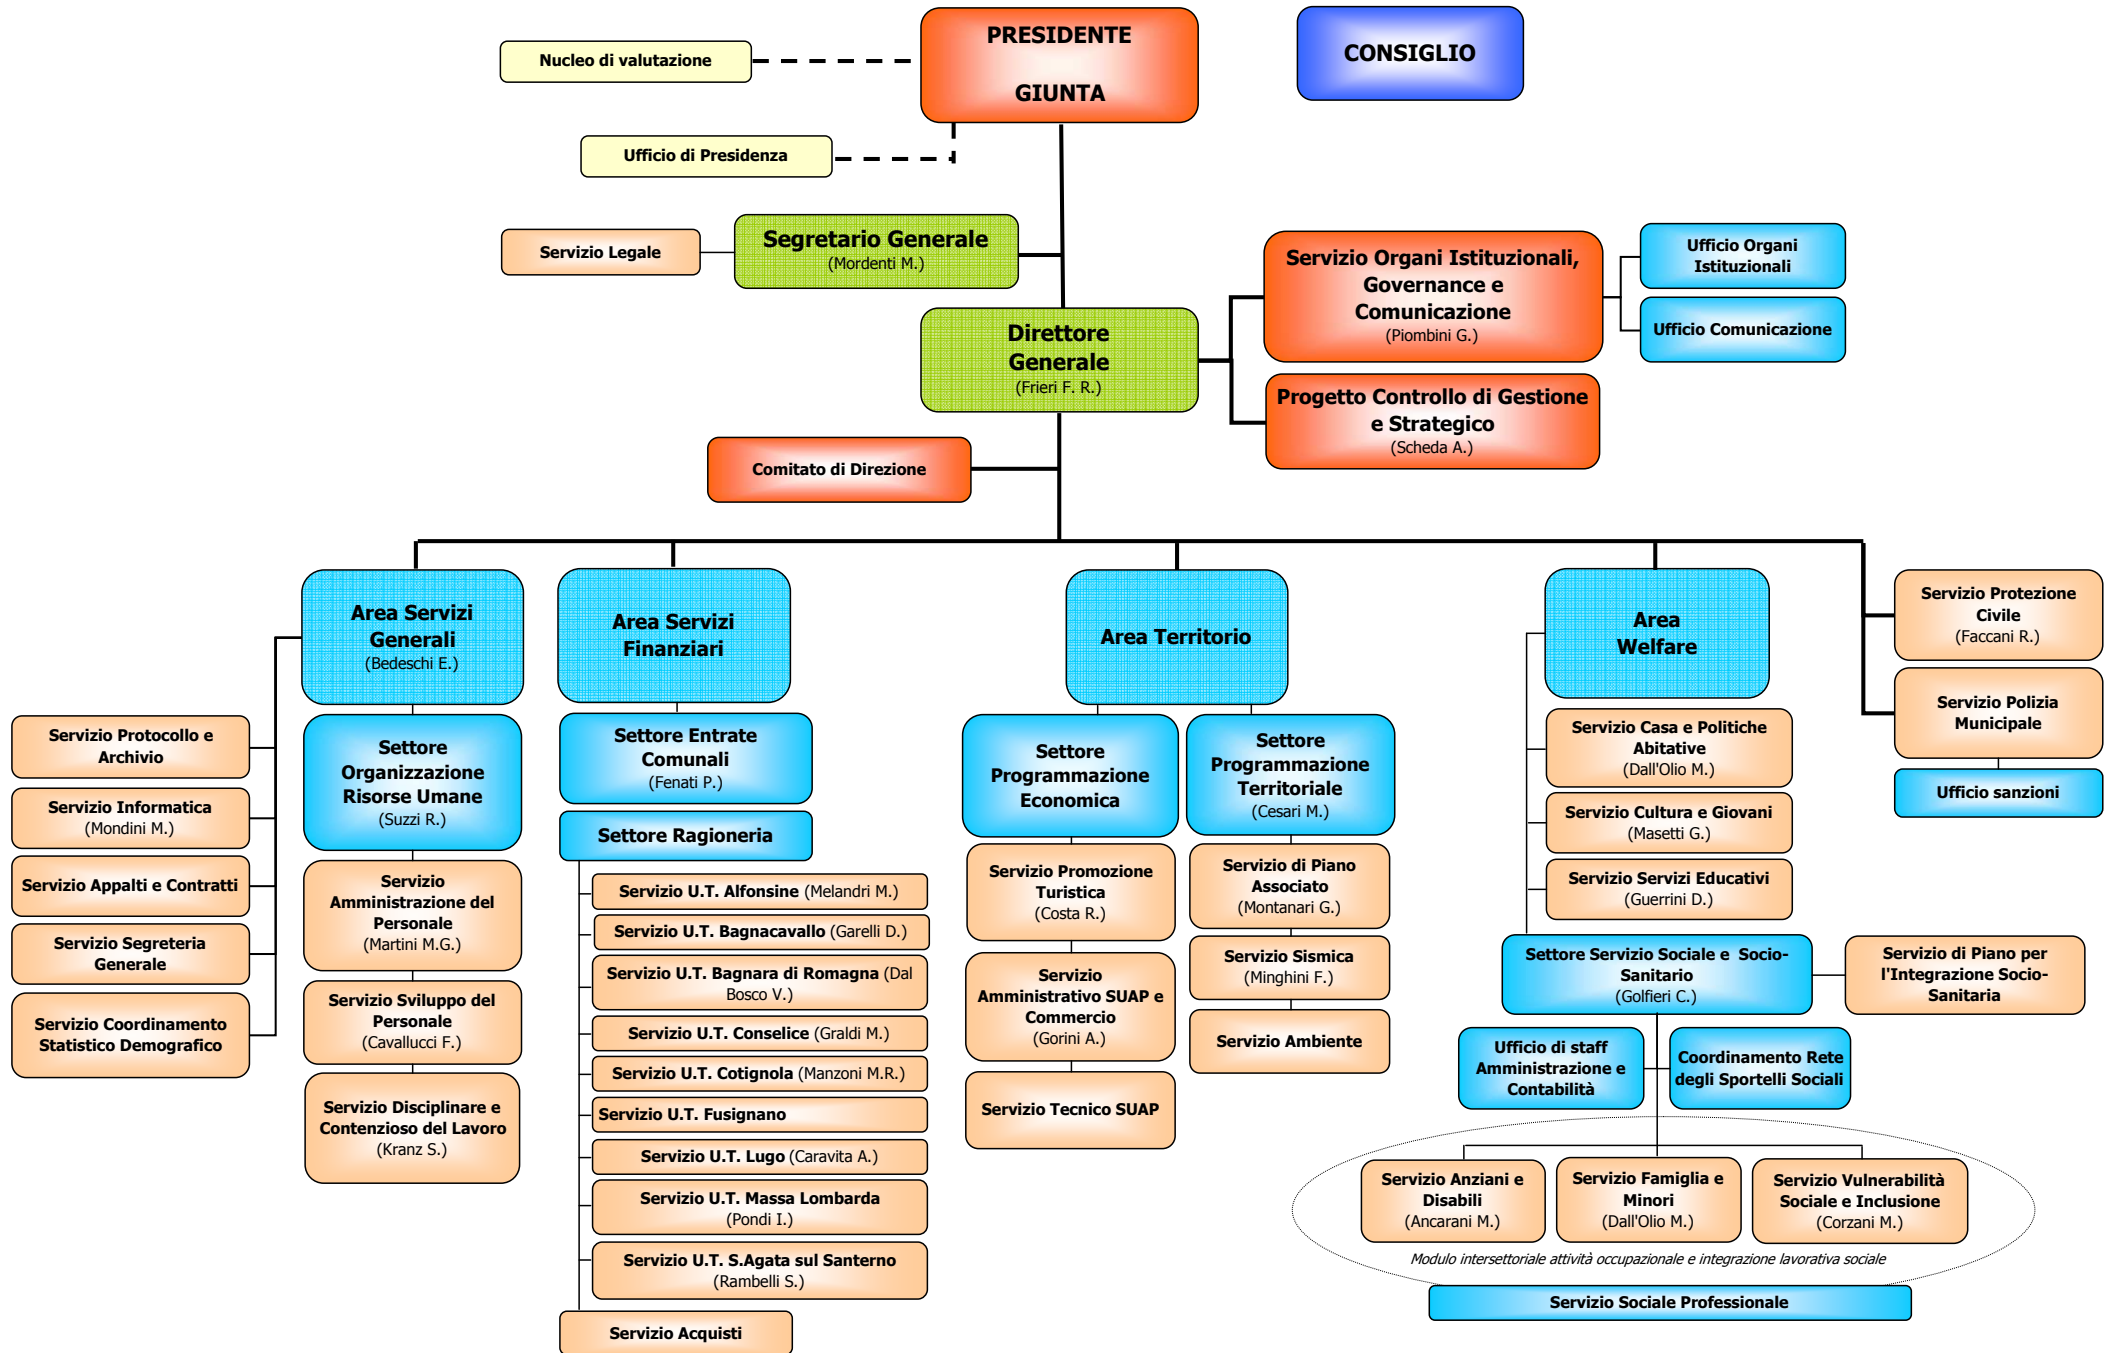 PRESIDENTE
GIUNTA
CONSIGLIO
Nucleo di valutazione
Ufficio di Presidenza
Servizio Legale
Segretario Generale
(Mordenti M.)
Servizio Organi Istituzionali,
Governance e
Comunicazione
(Piombini G.)
Ufficio Organi
Istituzionali
Ufficio Comunicazione
Direttore
Generale
(Frieri F. R.)
Progetto Controllo di Gestione
e Strategico
(Scheda A.)
Comitato di Direzione
Area Servizi
Generali
(Bedeschi E.)
Servizio Protocollo e
Archivio
Servizio Informatica
(Mondini M.)
Servizio Appalti e Contratti
Servizio Segreteria
Generale
Servizio Coordinamento
Statistico Demografico
Settore
Organizzazione
Risorse Umane
(Suzzi R.)
Servizio
Amministrazione del
Personale
(Martini M.G.)
Servizio Sviluppo del
Personale
(Cavallucci F.)
Servizio Disciplinare e
Contenzioso del Lavoro
(Kranz S.)
Area Servizi
Finanziari
Settore Entrate
Comunali
(Fenati P.)
Settore Ragioneria
Servizio U.T. Alfonsine (Melandri M.)
Servizio U.T. Bagnacavallo (Garelli D.)
Servizio U.T. Bagnara di Romagna (Dal
Bosco V.)
Servizio U.T. Conselice (Graldi M.)
Servizio U.T. Cotignola (Manzoni M.R.)
Servizio U.T. Fusignano
Servizio U.T. Lugo (Caravita A.)
Servizio U.T. Massa Lombarda
(Pondi I.)
Servizio U.T. S.Agata sul Santerno
(Rambelli S.)
Servizio Acquisti
Area Territorio
Settore
Programmazione
Economica
Servizio Promozione
Turistica
(Costa R.)
Servizio
Amministrativo SUAP e
Commercio
(Gorini A.)
Servizio Tecnico SUAP
Settore
Programmazione
Territoriale
(Cesari M.)
Servizio di Piano
Associato
(Montanari G.)
Servizio Sismica
(Minghini F.)
Servizio Ambiente
Area
Welfare
Servizio Casa e Politiche
Abitative
(Dall'Olio M.)
Servizio Cultura e Giovani
(Masetti G.)
Servizio Servizi Educativi
(Guerrini D.)
Settore Servizio Sociale e Socio-
Sanitario
(Golfieri C.)
Servizio di Piano per
l'Integrazione Socio-
Sanitaria
Ufficio di staff
Amministrazione e
Contabilità
Coordinamento Rete
degli Sportelli Sociali
Servizio Anziani e
Disabili
(Ancarani M.)
Servizio Famiglia e
Minori
(Dall'Olio M.)
Servizio Vulnerabilità
Sociale e Inclusione
(Corzani M.)
Modulo intersettoriale attività occupazionale e integrazione lavorativa sociale
Servizio Sociale Professionale
Servizio Protezione
Civile
(Faccani R.)
Servizio Polizia
Municipale
Ufficio sanzioni